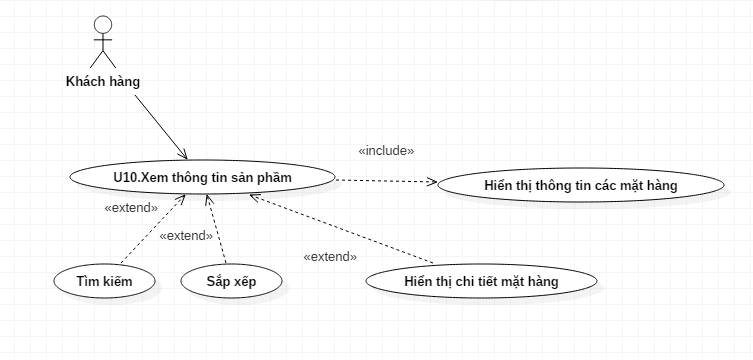 Khách hàng
«include»
U10.Xem thông tin sản phầm
Hiển thị thông tin các mặt hàng
«extend»
«extend»
«extend»
Tìm kiếm
Sắp xếp
Hiển thị chi tiết mặt hàng